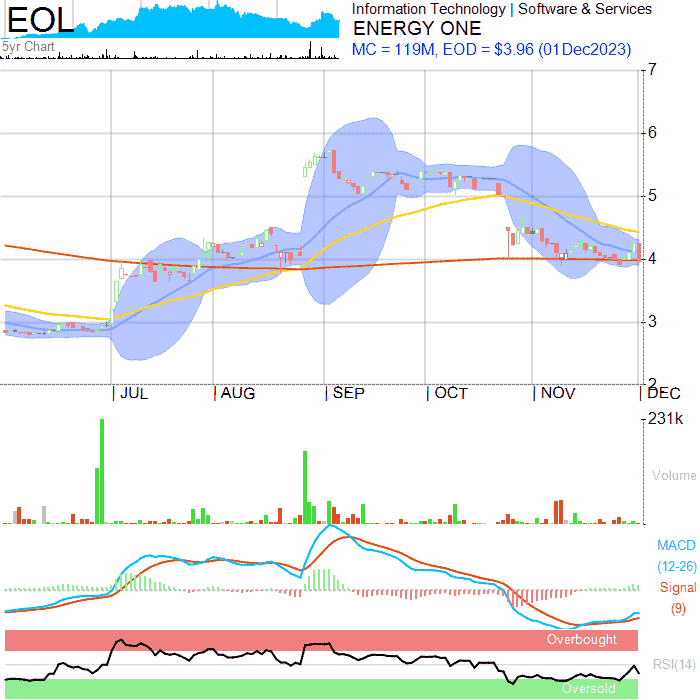 EOL
5yr Chart
Information Technology | Software & Services
ENERGY ONE
MC = 119M, EOD = $3.96 (01Dec2023)
7
6
5
4
3
2
| JUL
| AUG
| SEP
| OCT
| NOV
| DEC
231k
Volume
MACD
(12-26)
Signal
(9)
Overbought
RSI(14)
Oversold